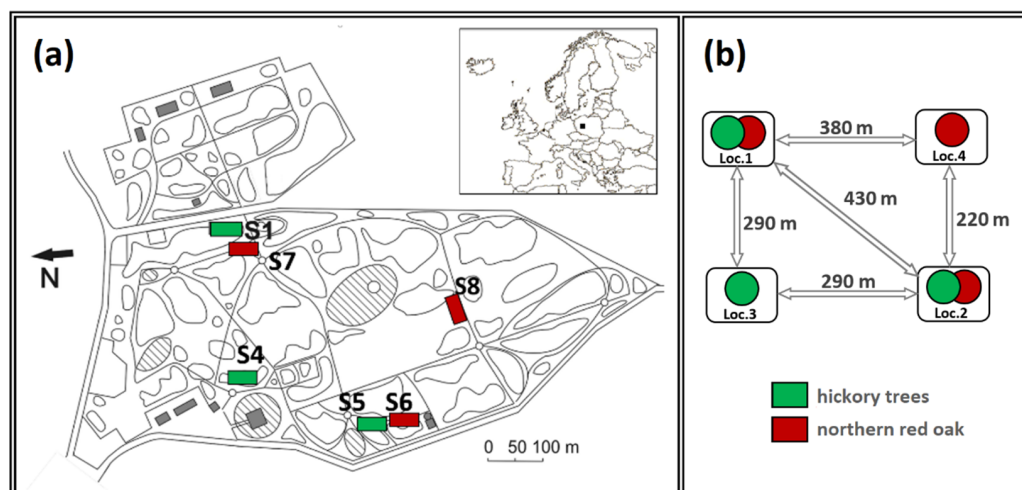 (a)
S1
S7
N
S8
S4
S5
S6
0 50 100 m
(b)
Loc.1
380 m
Loc.4
290 m
430 m
220 m
Loc.3
290 m
Loc.2
hickory trees
northern red oak